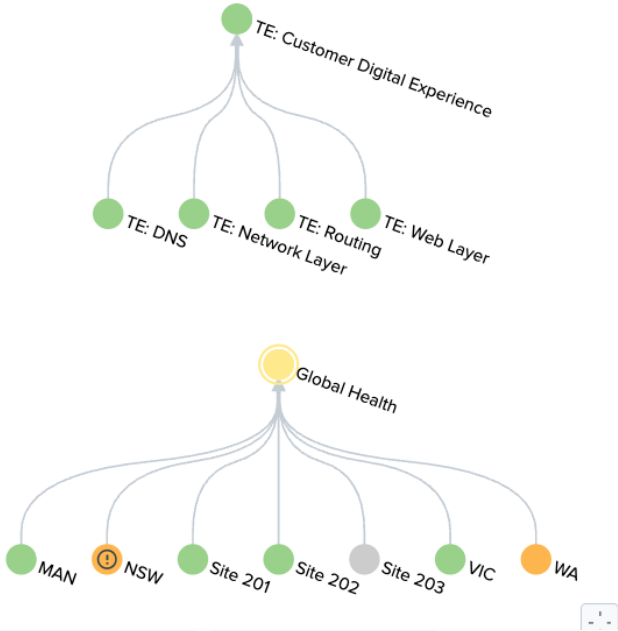 TE: Customer Digital Experience
TE: DNS
TE: Network Layer
TE: Routing
TE: Web Layer
Global Health
MAN
NSW
Site 201
Site 202
Site 203
VIC
WA